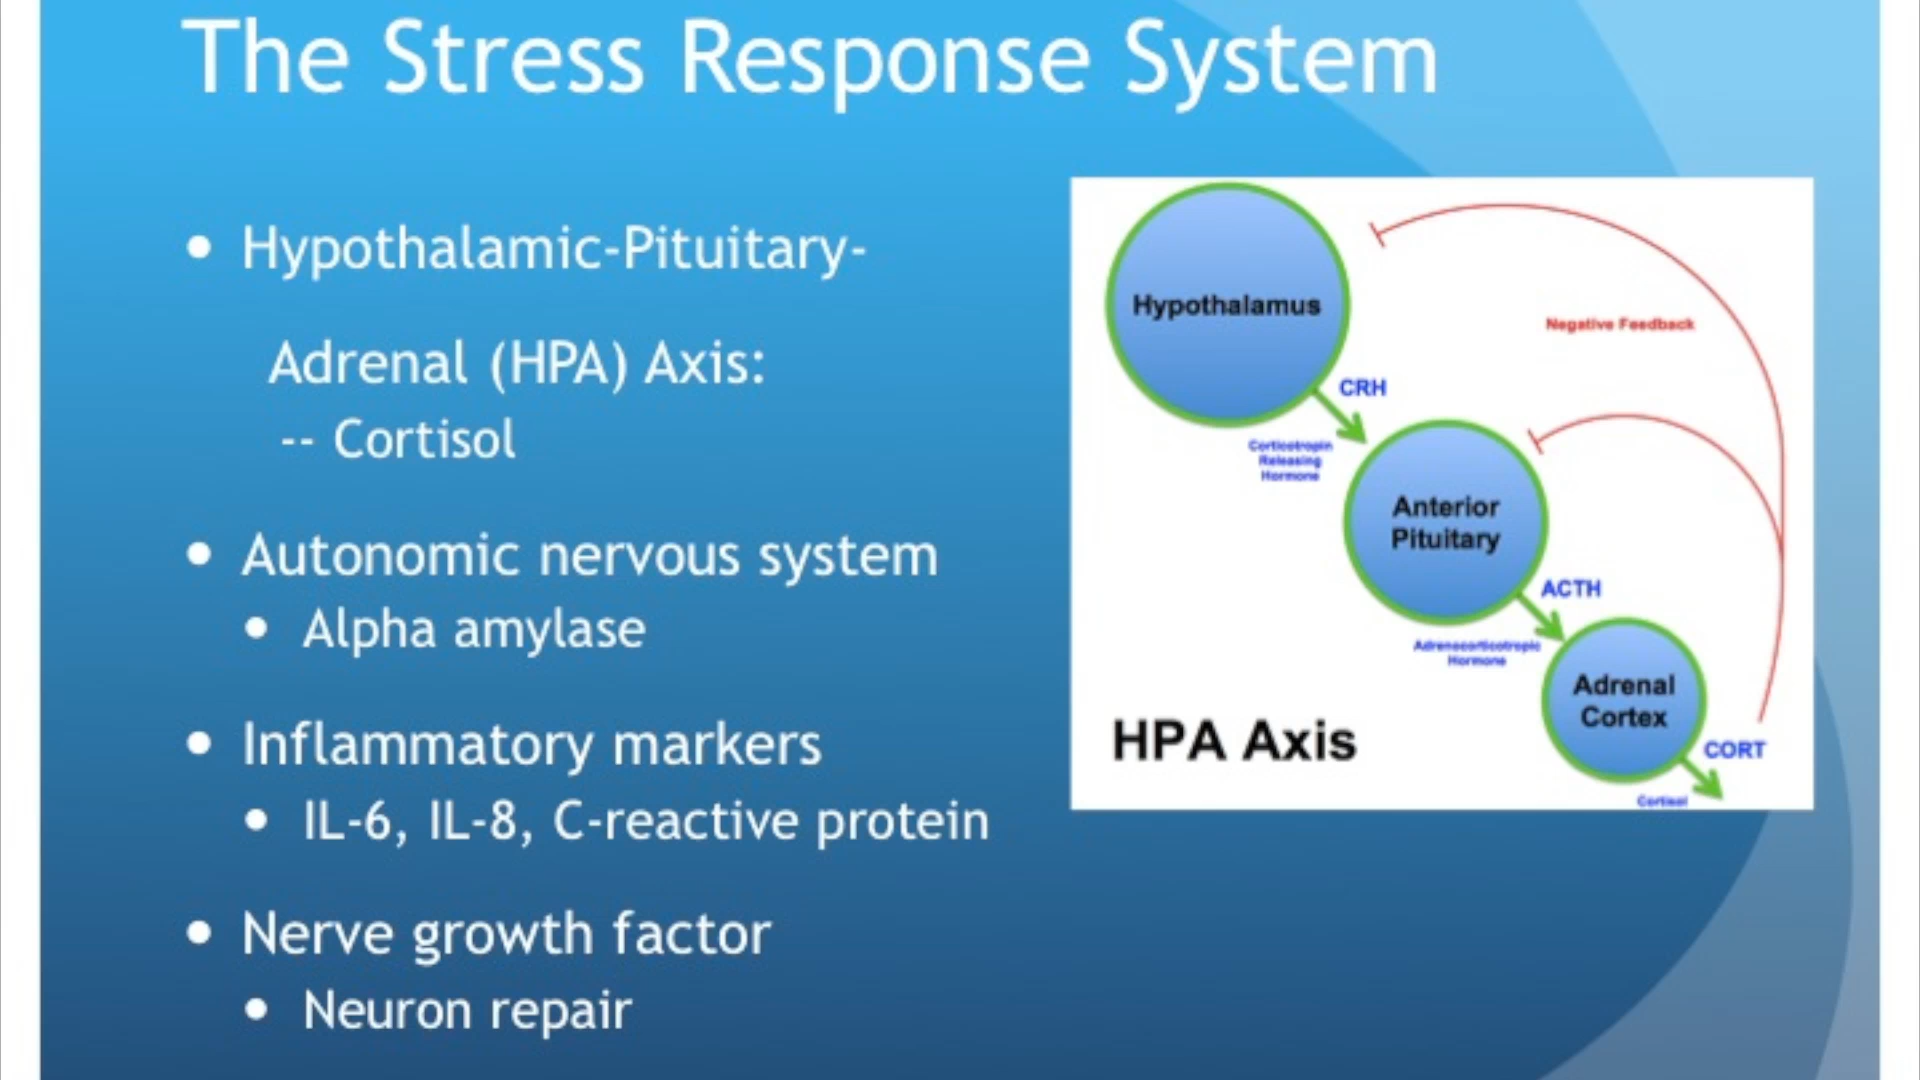 The Stress Response System
• Hypothalamic-Pituitary-
Adrenal (HPA) Axis:
-- Cortisol
• Autonomic nervous system
• Alpha amylase
• Inflammatory markers
• IL-6, IL-8, C-reactive protein
• Nerve growth factor
• Neuron repair
Hypothalamus
Negative Feedback
CRH
Corticotropin
Releasing
Hormone
Anterior
Pituitary
ACTH
Adrenocorticotropic
Hormone
Adrenal
Cortex
CORT
Cortisol
HPA Axis